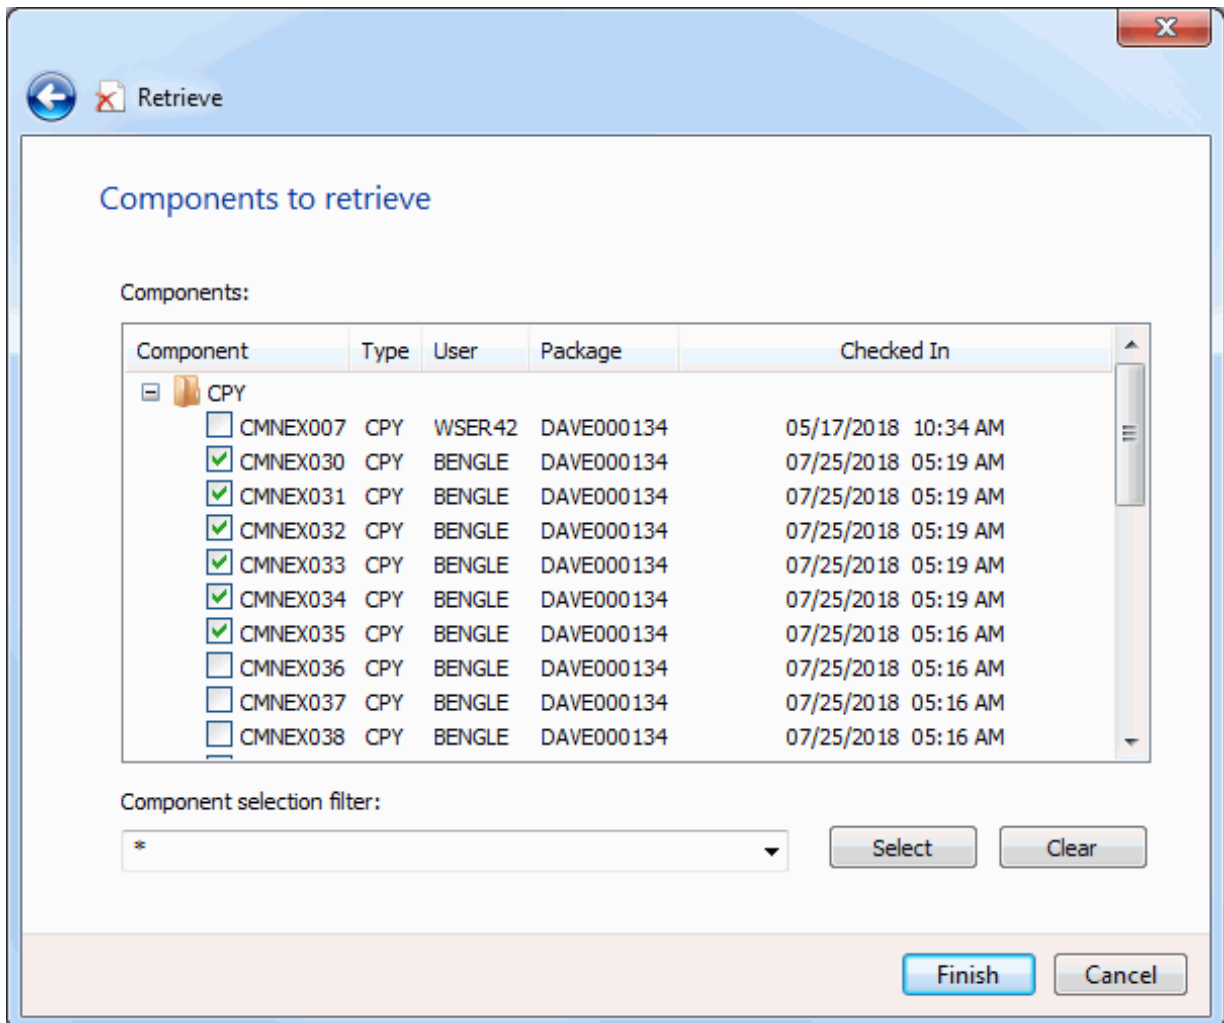 Retrieve
Components to retrieve
Components:
Component Type User Package Checked In
CPY
CMNEX007 CPY WSER42 DAVE000134 05/17/2018 10:34 AM
CMNEX030 CPY BENGLE DAVE000134 07/25/2018 05:19 AM
CMNEX031 CPY BENGLE DAVE000134 07/25/2018 05:19 AM
CMNEX032 CPY BENGLE DAVE000134 07/25/2018 05:19 AM
CMNEX033 CPY BENGLE DAVE000134 07/25/2018 05:19 AM
CMNEX034 CPY BENGLE DAVE000134 07/25/2018 05:19 AM
CMNEX035 CPY BENGLE DAVE000134 07/25/2018 05:16 AM
CMNEX036 CPY BENGLE DAVE000134 07/25/2018 05:16 AM
CMNEX037 CPY BENGLE DAVE000134 07/25/2018 05:16 AM
CMNEX038 CPY BENGLE DAVE000134 07/25/2018 05:16 AM
Component selection filter:
* Select Clear
Finish Cancel